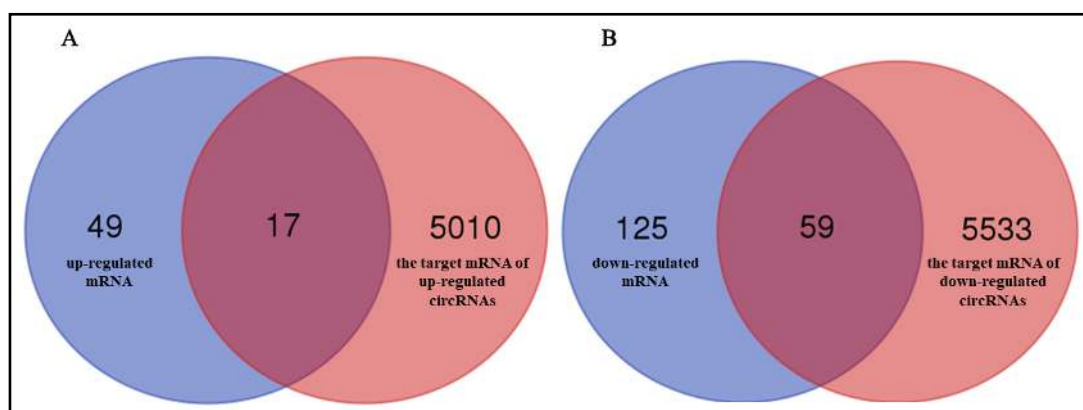 A
B
49
17
5010
up-regulated
mRNA
the target mRNA of
up-regulated
circRNAs
125
59
5533
down-regulated
mRNA
the target mRNA of
down-regulated
circRNAs